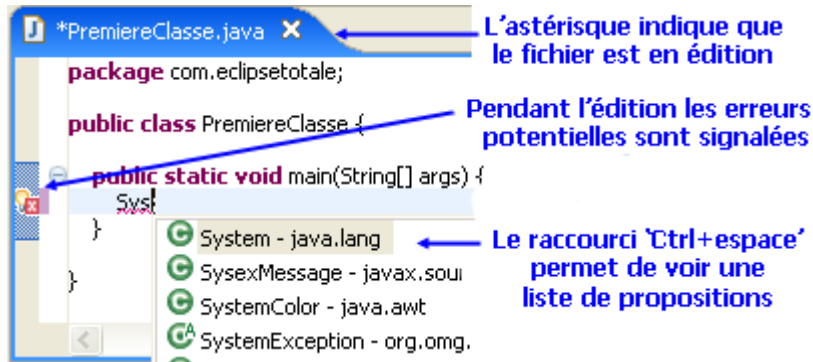 *PremiereClasse.java
L'astérisque indique que
le fichier est en édition
package com.eclipsetotale;
public class PremiereClasse {
Pendant l'édition les erreurs
potentielles sont signalées
public static void main(String[] args) {
Sys
}
}
System - java.lang
SysexMessage - javax.sour
SystemColor - java.awt
SystemException - org.omg.
Le raccourci 'Ctrl+espace'
permet de voir une
liste de propositions